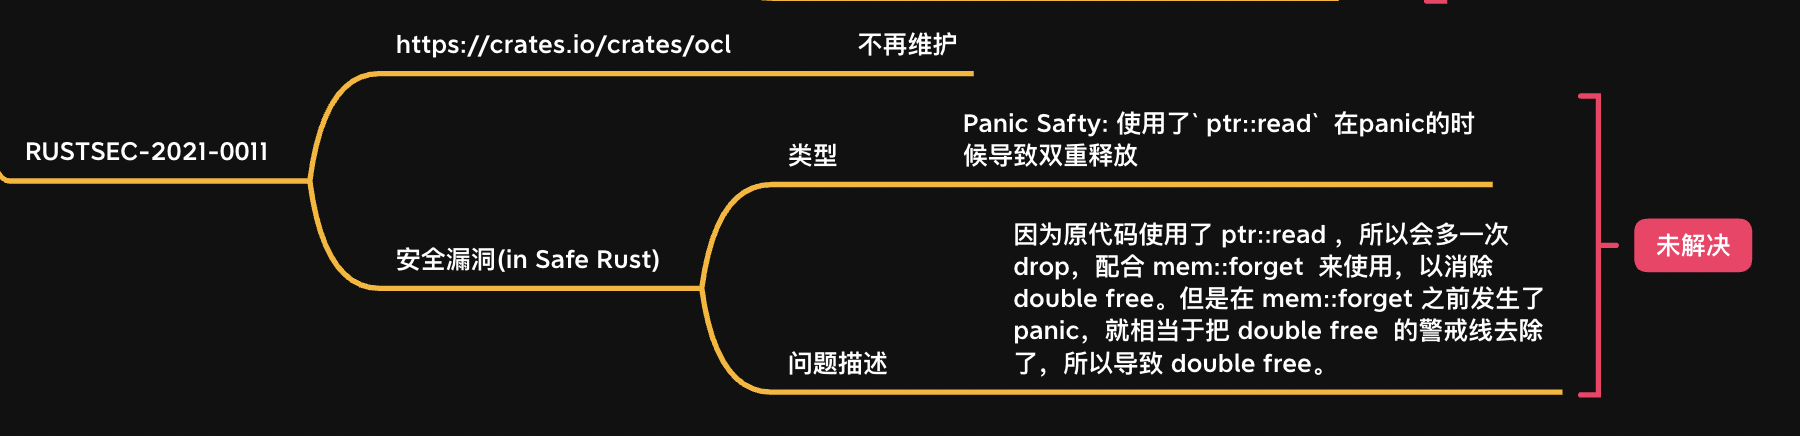 https://crates.io/crates/ocl 不再维护
RUSTSEC-2021-0011
类型
Panic Safty: 使用了` ptr::read` 在panic的时
候导致双重释放
安全漏洞(in Safe Rust)
问题描述
因为原代码使用了 ptr::read ，所以会多一次
drop，配合 mem::forget 来使用，以消除
double free。但是在 mem::forget 之前发生了
panic，就相当于把 double free 的警戒线去除
了，所以导致 double free。
未解决